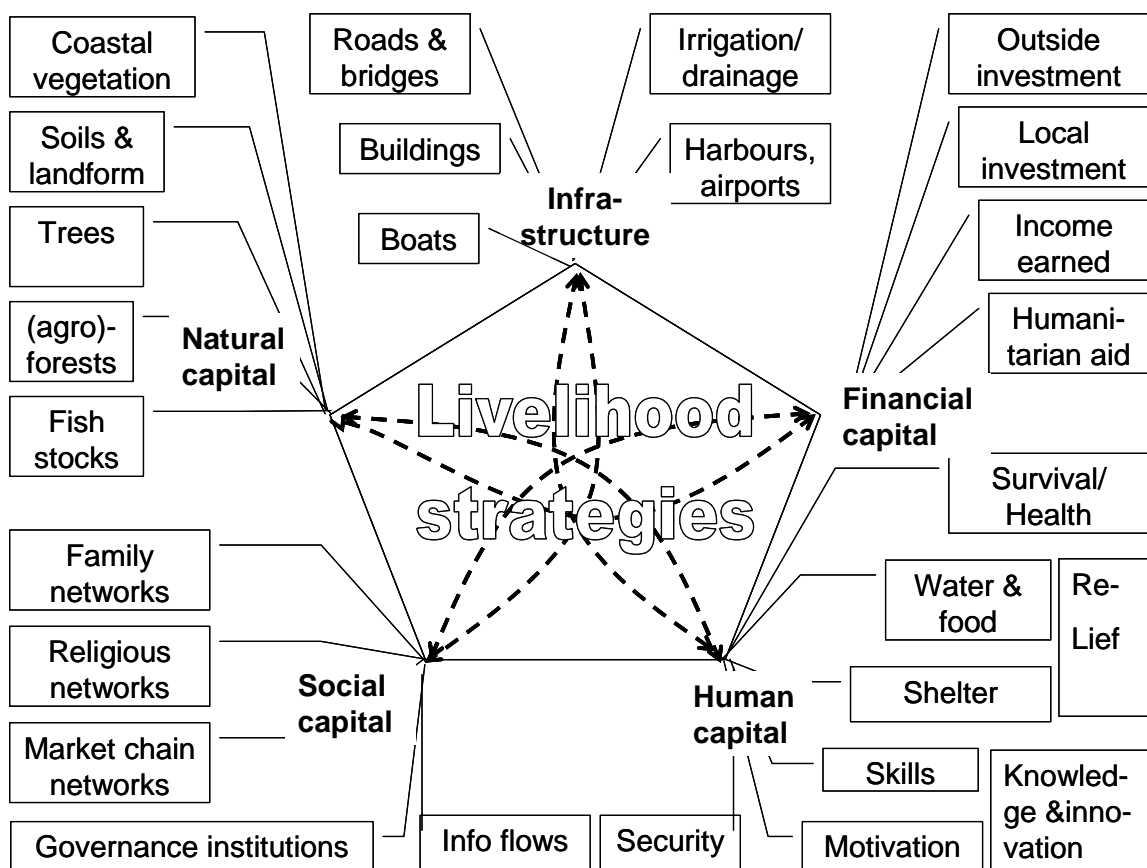 Coastal
vegetation
Soils &
landform
Trees
(agro)-
forests
Fish
stocks
Natural
capital
Roads &
bridges
Buildings
Boats
Irrigation/
drainage
Harbours,
airports
Infra-
structure
Outside
investment
Local
investment
Income
earned
Humani-
tarian aid
Financial
capital
Livelihood
strategies
Survival/
Health
Water &
food
Re-
Lief
Shelter
Human
capital
Skills
Knowled-
ge &inno-
vation
Motivation
Security
Family
networks
Religious
networks
Market chain
networks
Social
capital
Governance institutions
Info flows